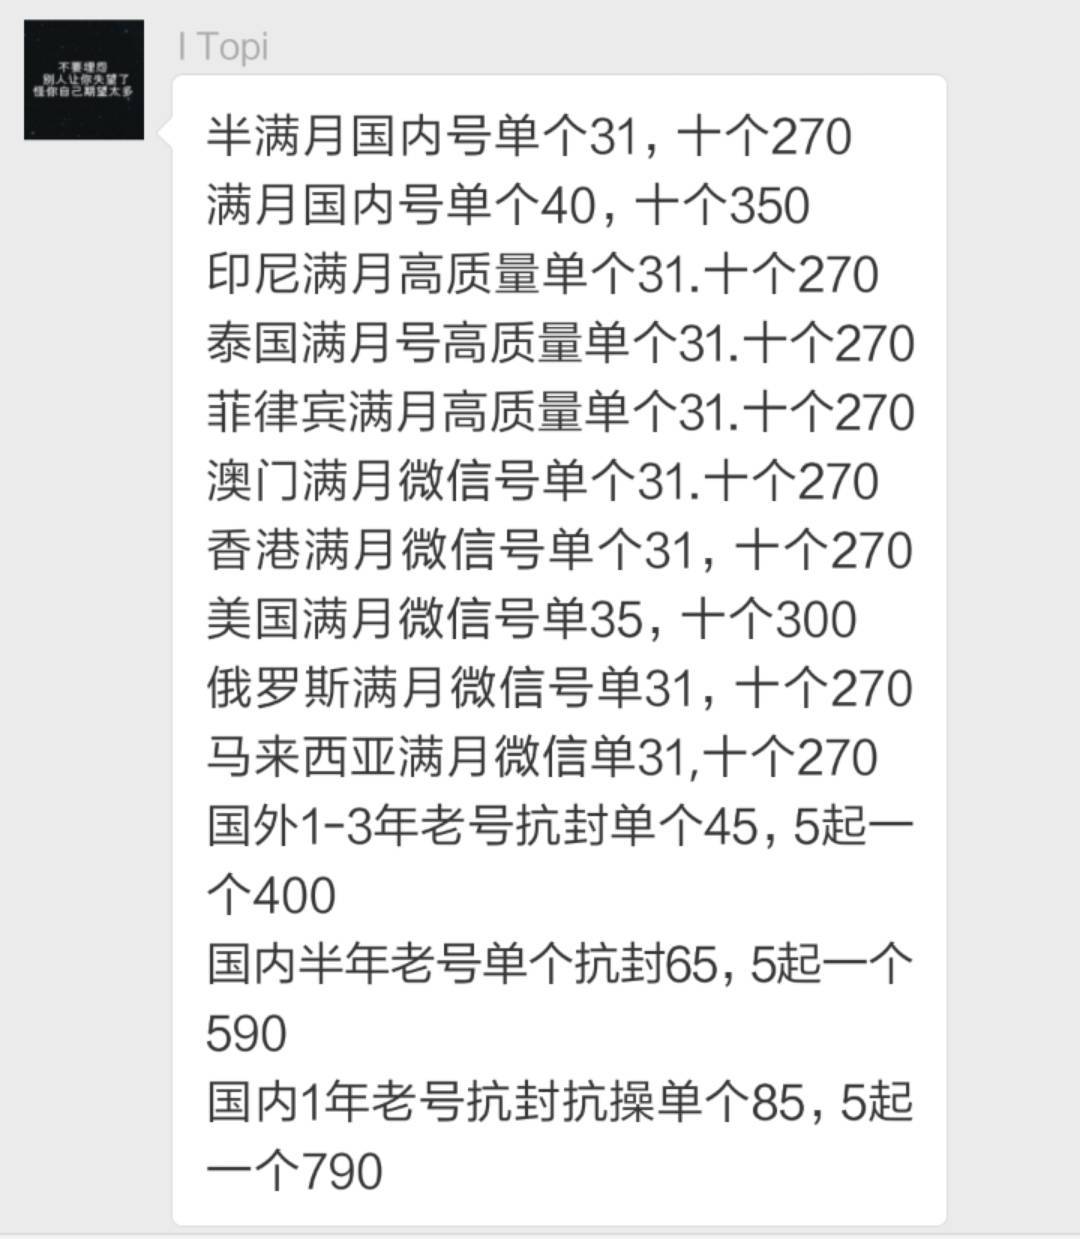 不要埋怨
别人让你失望了
怪你自己期望太多
I Topi
半满月国内号单个31，十个270
满月国内号单个40，十个350
印尼满月高质量单个31.十个270
泰国满月号高质量单个31.十个270
菲律宾满月高质量单个31.十个270
澳门满月微信号单个31.十个270
香港满月微信号单个31，十个270
美国满月微信号单35，十个300
俄罗斯满月微信号单31，十个270
马来西亚满月微信单31,十个270
国外1-3年老号抗封单个45，5起一
个400
国内半年老号单个抗封65，5起一个
590
国内1年老号抗封抗操单个85，5起
一个790